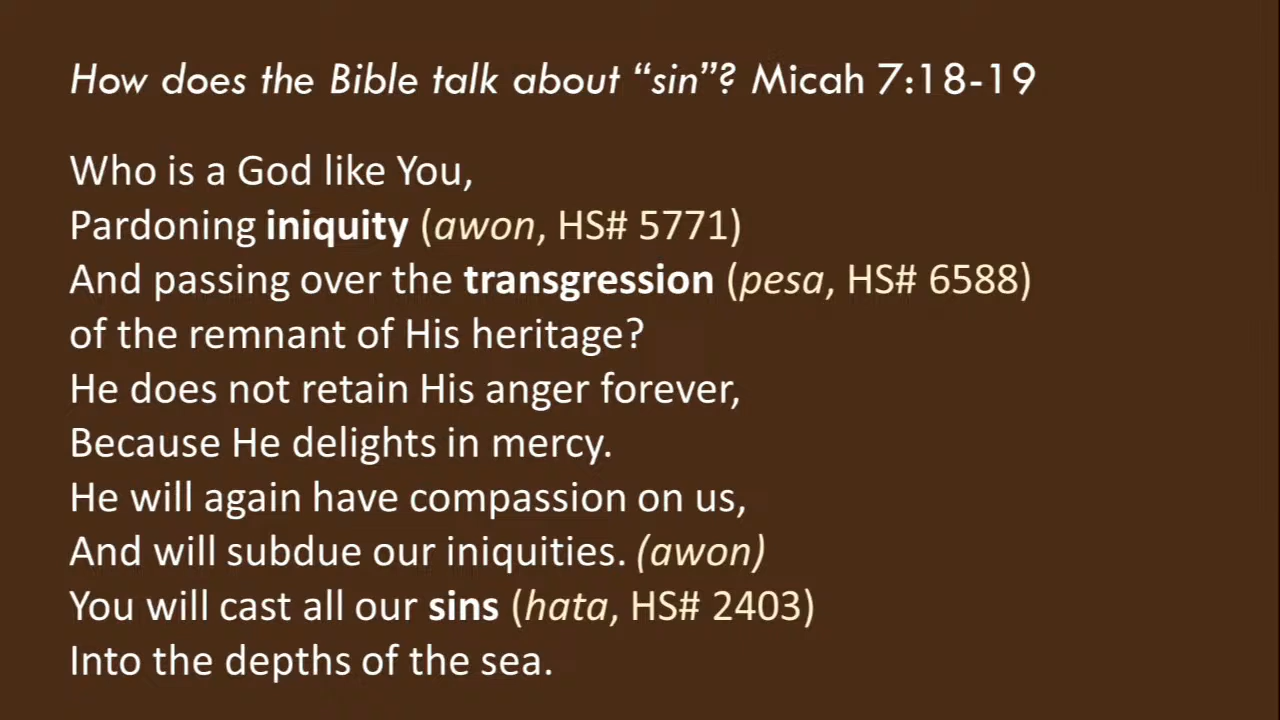 How does the Bible talk about “sin”? Micah 7:18-19
Who is a God like You,
Pardoning iniquity (awon, HS# 5771)
And passing over the transgression (pesa, HS# 6588)
of the remnant of His heritage?
He does not retain His anger forever,
Because He delights in mercy.
He will again have compassion on us,
And will subdue our iniquities. (awon)
You will cast all our sins (hata, HS# 2403)
Into the depths of the sea.